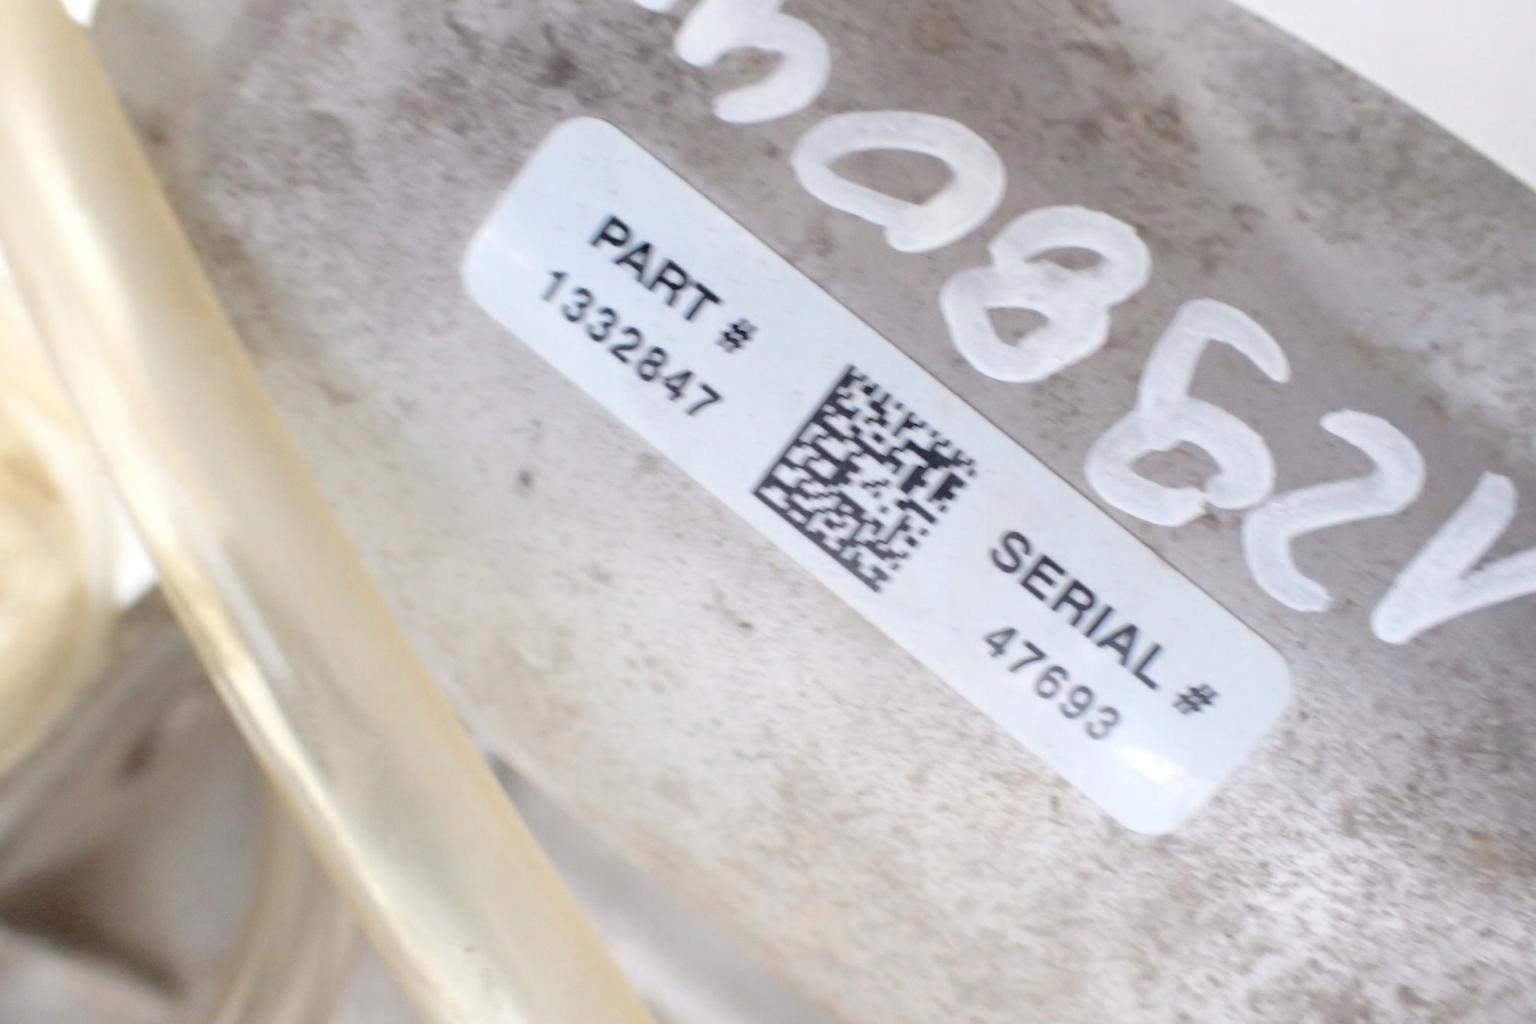 PART #
1332847
SERIAL #
47693